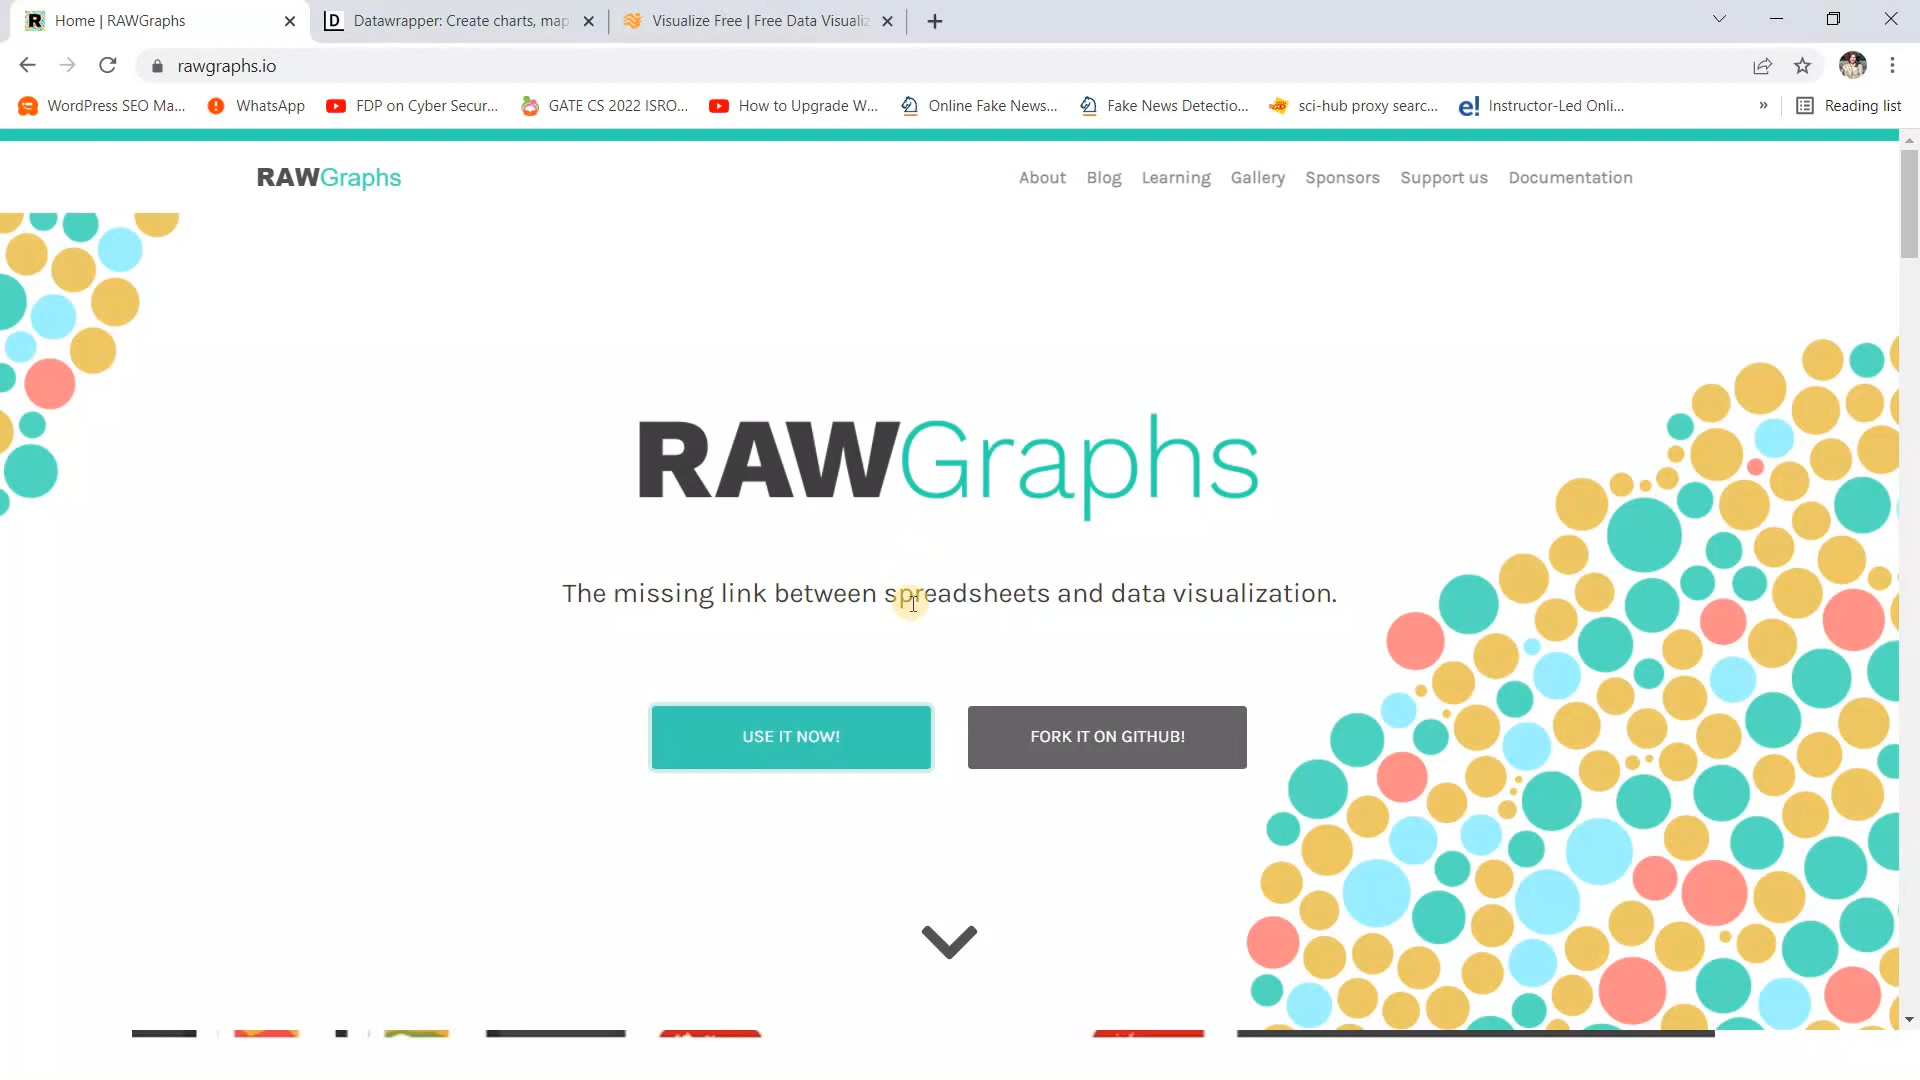 Home | RAWGraphs
Datawrapper: Create charts, map
Visualize Free | Free Data Visualiz
rawgraphs.io
WordPress SEO Ma...
WhatsApp
FDP on Cyber Secur...
GATE CS 2022 ISRO...
How to Upgrade W...
Online Fake News...
Fake News Detectio...
sci-hub proxy searc...
Instructor-Led Onli...
»
Reading list
RAWGraphs
About
Blog
Learning
Gallery
Sponsors
Support us
Documentation
RAWGraphs
The missing link between spreadsheets and data visualization.
USE IT NOW!
FORK IT ON GITHUB!